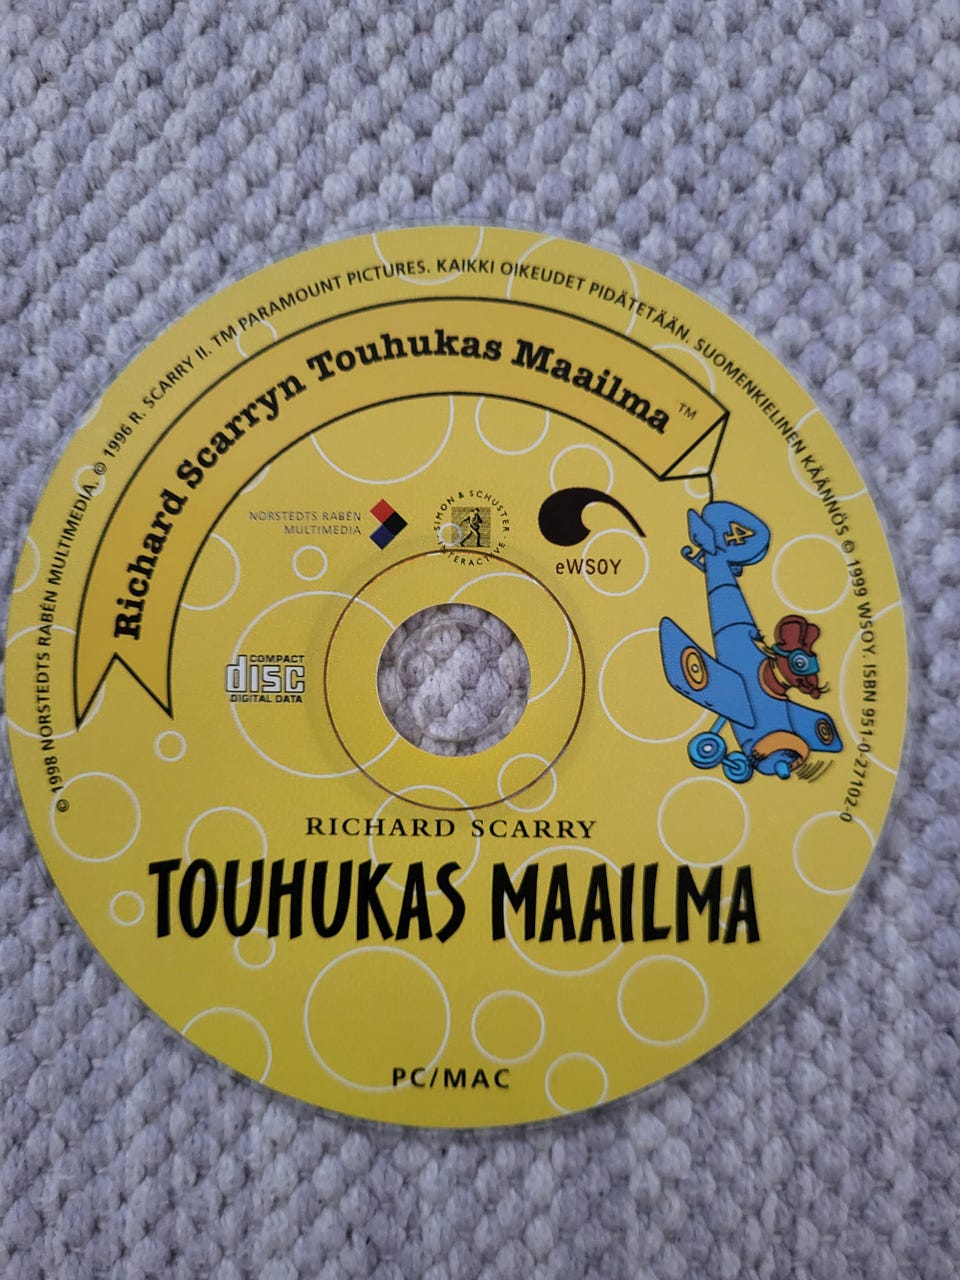 © 1998 NORSTEDTS RABÉN MULTIMEDIA. © 1996 R. SCARRY II. TM PARAMOUNT PICTURES. KAIKKI OIKEUDET PIDÄTETÄÄN. SUOMENKIELINEN KÄÄNNÖS © 1999 WSOY. ISBN 951-0-27102-0
Richard Scarryn Touhukas Maailma ™
4
NORSTEDTS RABÉN
MULTIMEDIA
SIMON & SCHUSTER · INTERACTIVE ·
eWSOY
COMPACT
disc
DIGITAL DATA
RICHARD SCARRY
TOUHUKAS MAAILMA
PC/MAC